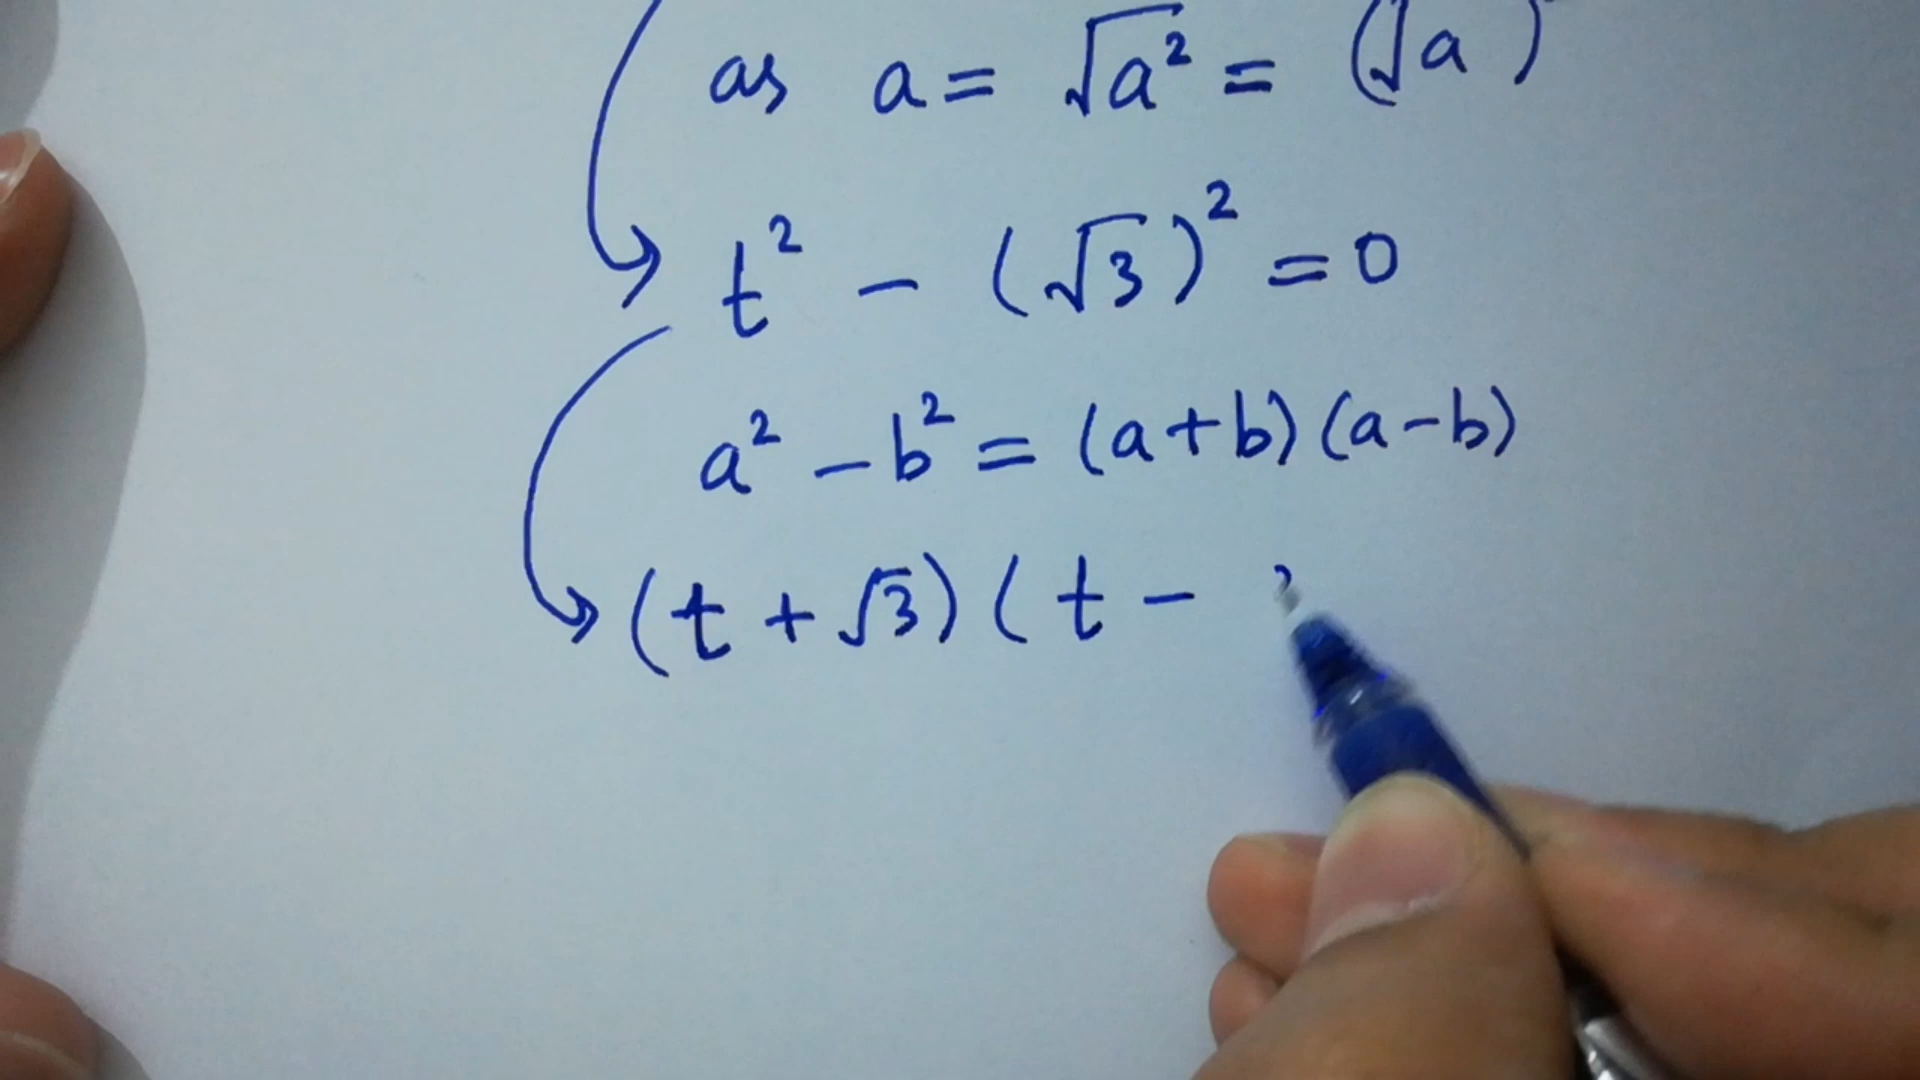 as a = √a² = (√a)
t² - (√3)² = 0
a² - b² = (a+b)(a-b)
(t + √3)(t -